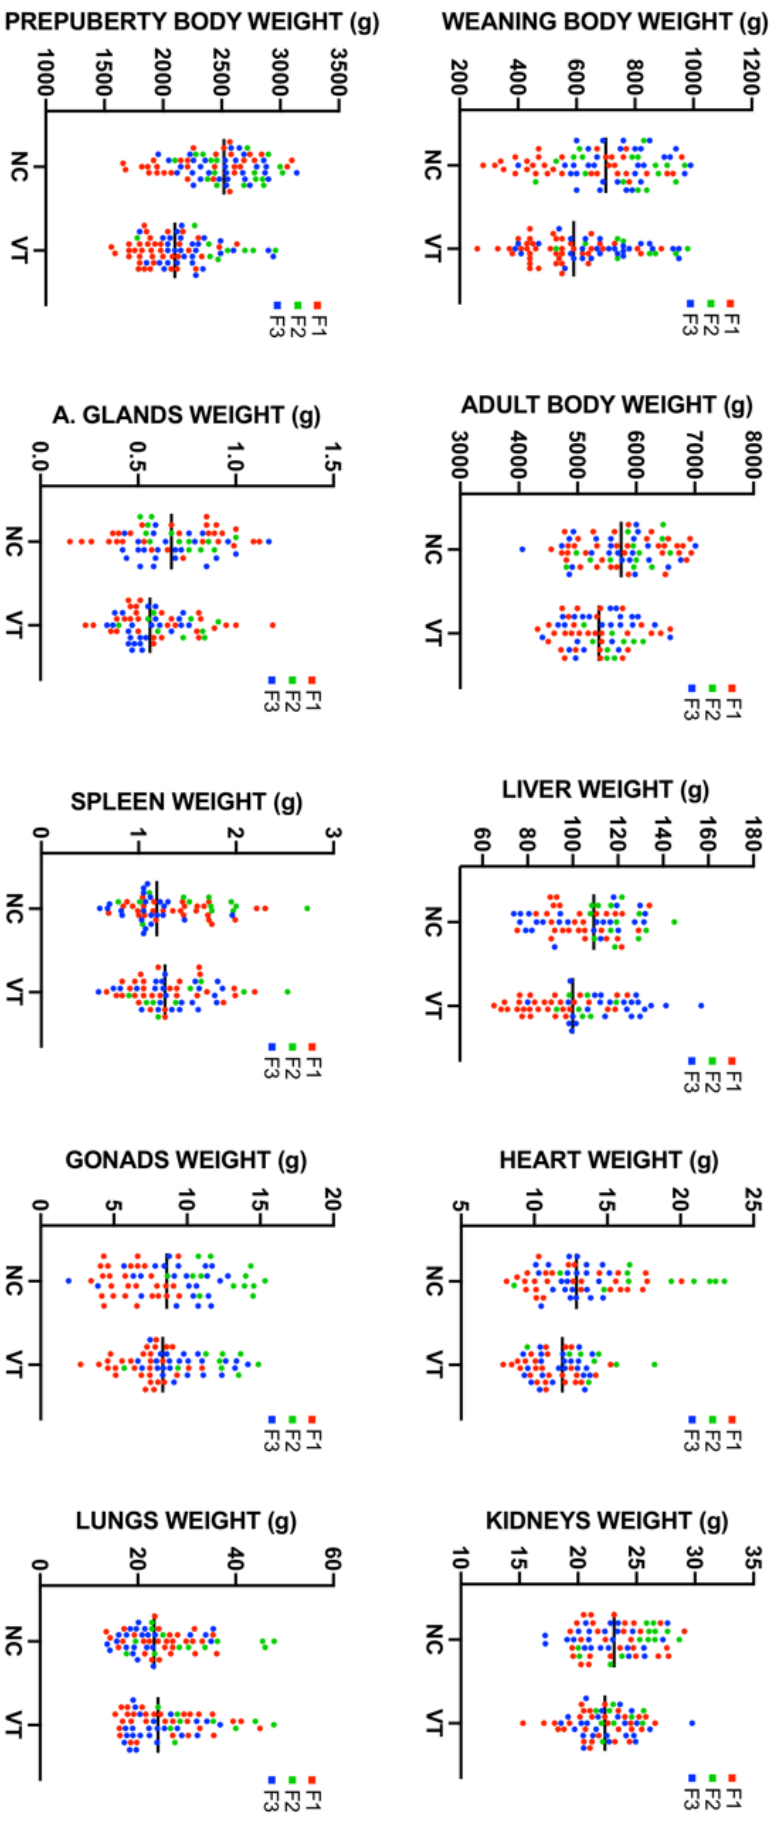 WEANING BODY WEIGHT (g)
1200
1000
800
600
400
200
NC
VT
F1
F2
F3
ADULT BODY WEIGHT (g)
8000
7000
6000
5000
4000
3000
NC
VT
F1
F2
F3
LIVER WEIGHT (g)
180
160
140
120
100
80
60
NC
VT
F1
F2
F3
HEART WEIGHT (g)
25
20
15
10
5
NC
VT
F1
F2
F3
KIDNEYS WEIGHT (g)
35
30
25
20
15
10
NC
VT
F1
F2
F3
PREPUBERTY BODY WEIGHT (g)
3500
3000
2500
2000
1500
1000
NC
VT
F1
F2
F3
A. GLANDS WEIGHT (g)
1.5
1.0
0.5
0.0
NC
VT
F1
F2
F3
SPLEEN WEIGHT (g)
3
2
1
0
NC
VT
F1
F2
F3
GONADS WEIGHT (g)
20
15
10
5
0
NC
VT
F1
F2
F3
LUNGS WEIGHT (g)
60
40
20
0
NC
VT
F1
F2
F3